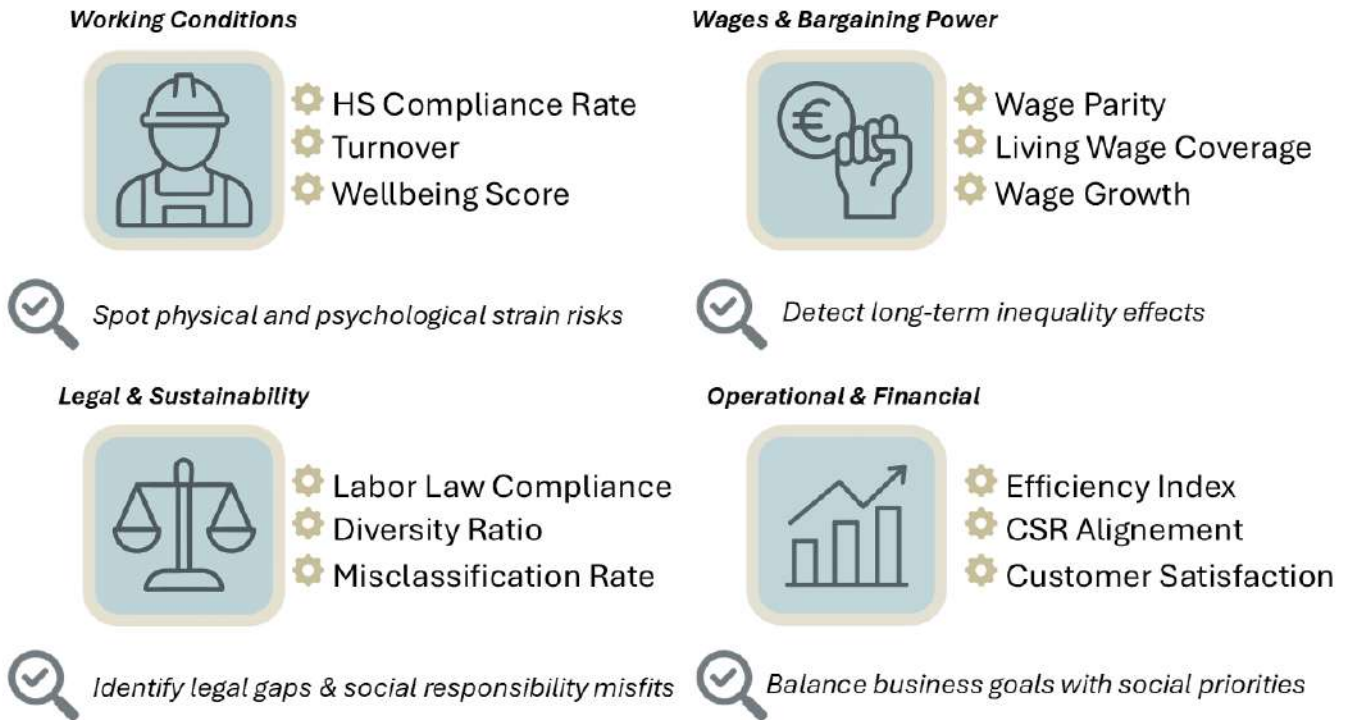 Working Conditions
HS Compliance Rate
Turnover
Wellbeing Score
Spot physical and psychological strain risks
Wages & Bargaining Power
€
Wage Parity
Living Wage Coverage
Wage Growth
Detect long-term inequality effects
Legal & Sustainability
Labor Law Compliance
Diversity Ratio
Misclassification Rate
Identify legal gaps & social responsibility misfits
Operational & Financial
Efficiency Index
CSR Alignement
Customer Satisfaction
Balance business goals with social priorities